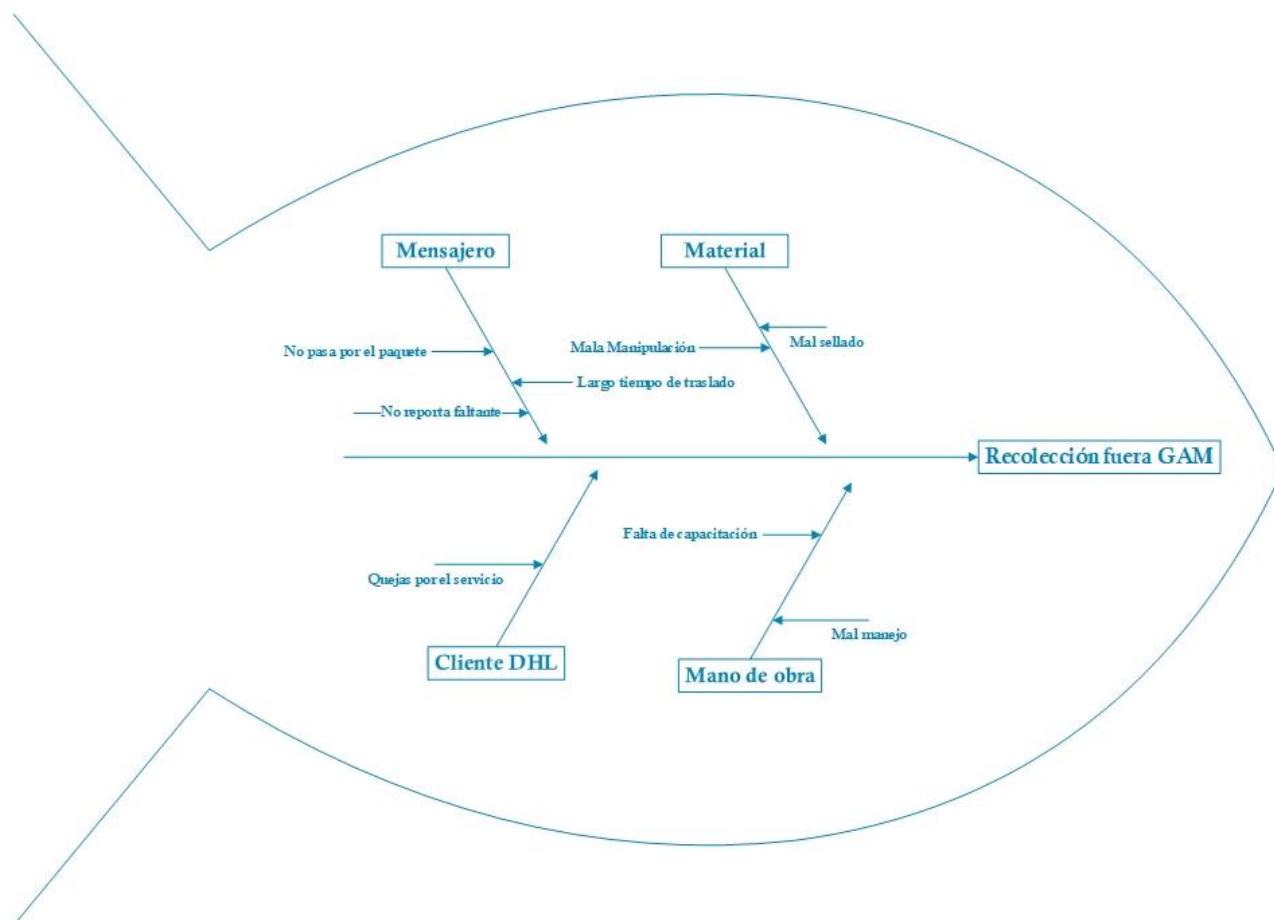 Mensajero
Material
Mal sellado
Mala Manipulación
No pasa por el paquete
Largo tiempo de traslado
No reporta faltante
Recolección fuera GAM
Falta de capacitación
Quejas por el servicio
Mal manejo
Cliente DHL
Mano de obra